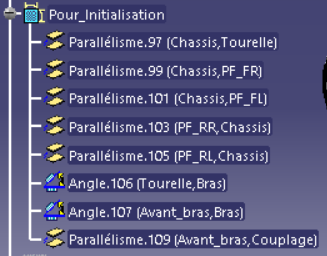 Pour_Initialisation
Parallélisme.97 (Chassis,Tourelle)
Parallélisme.99 (Chassis,PF_FR)
Parallélisme.101 (Chassis,PF_FL)
Parallélisme.103 (PF_RR,Chassis)
Parallélisme.105 (PF_RL,Chassis)
Angle.106 (Tourelle,Bras)
Angle.107 (Avant_bras,Bras)
Parallélisme.109 (Avant_bras,Couplage)